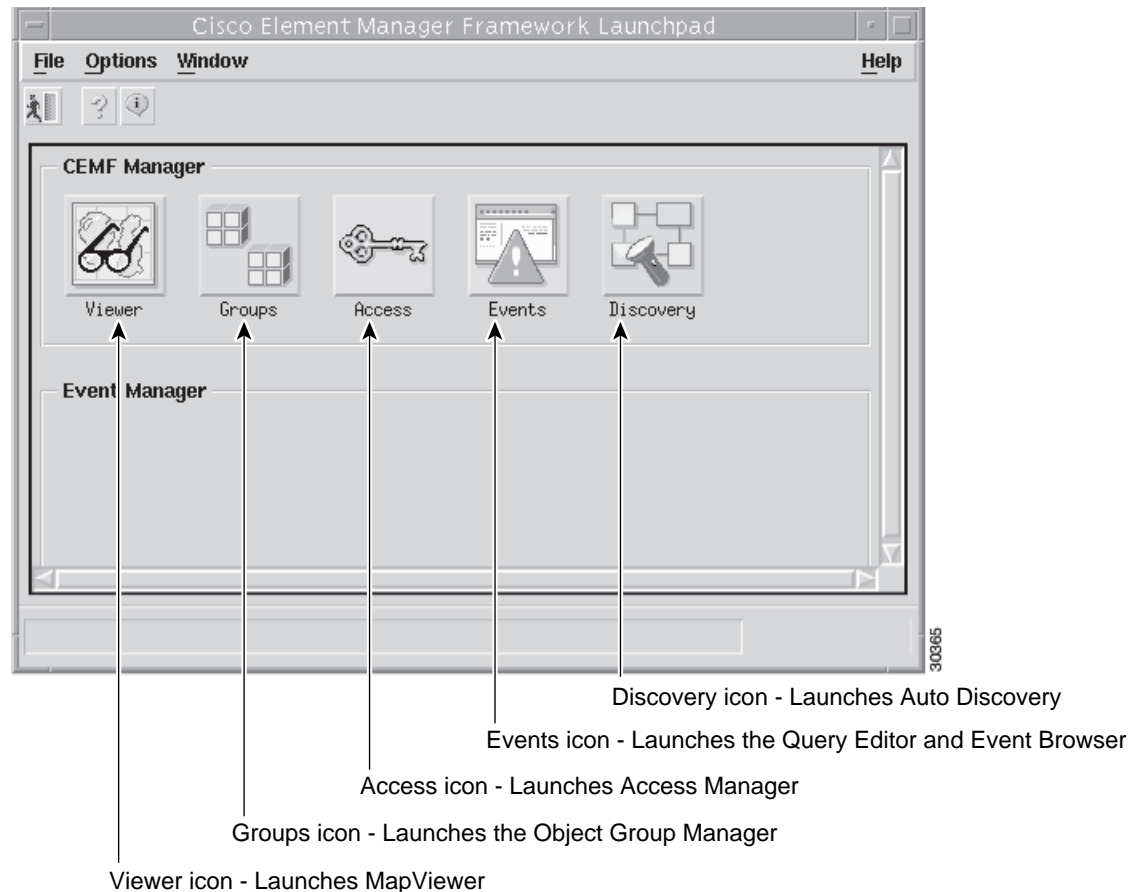 Cisco Element Manager Framework Launchpad
File Options Window Help
CEMF Manager
Viewer Groups Access Events Discovery
Event Manager
30365
Discovery icon - Launches Auto Discovery
Events icon - Launches the Query Editor and Event Browser
Access icon - Launches Access Manager
Groups icon - Launches the Object Group Manager
Viewer icon - Launches MapViewer